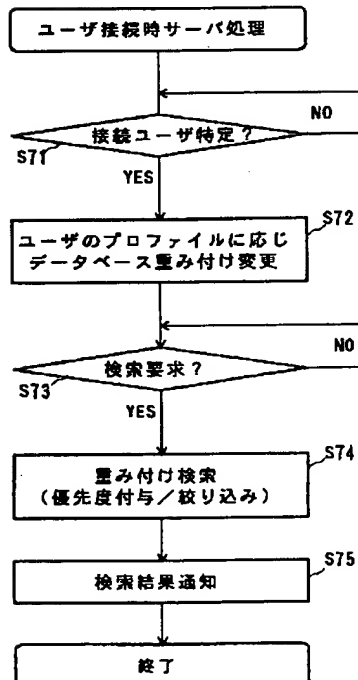 ユーザ接続時サーバ処理
NO
接続ユーザ特定？
S71
YES
S72
ユーザのプロファイルに応じ
データベース重み付け変更
NO
検索要求？
S73
YES
S74
重み付け検索
（優先度付与／絞り込み）
S75
検索結果通知
終了